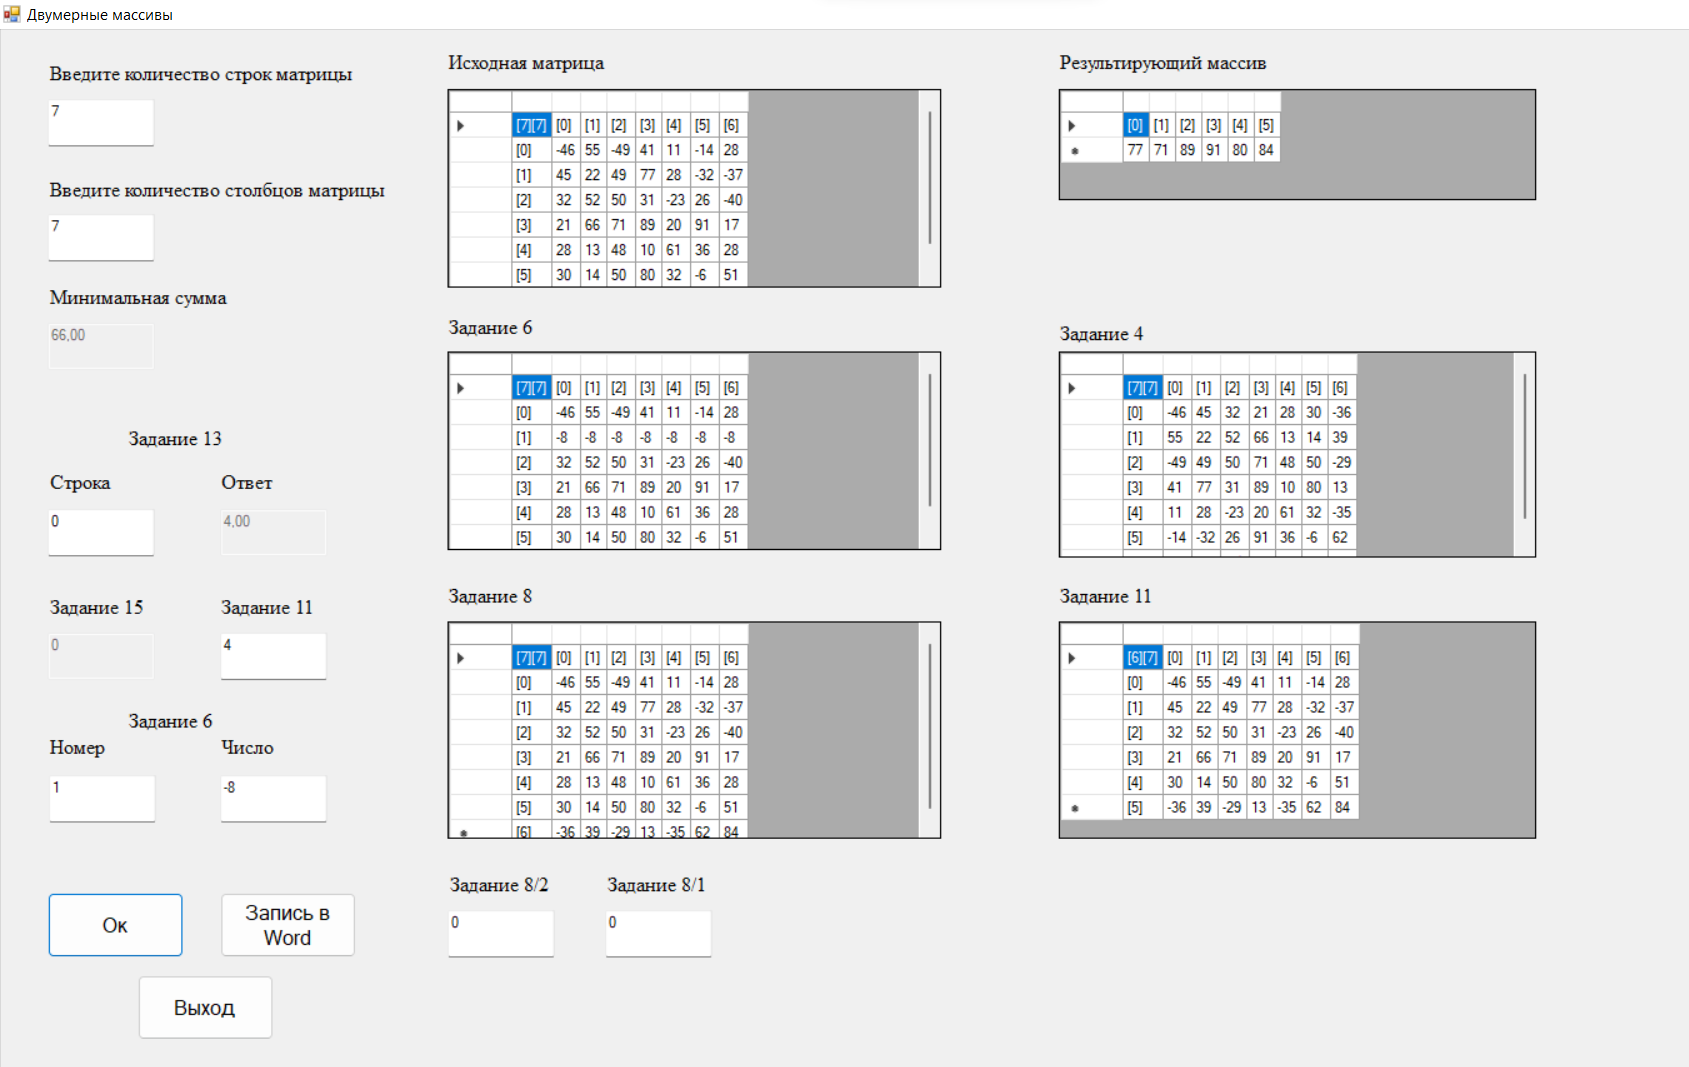 Двумерные массивы
Введите количество строк матрицы
7
Введите количество столбцов матрицы
7
Минимальная сумма
66,00
Задание 13
Строка Ответ
0 4,00
Задание 15 Задание 11
0 4
Задание 6
Номер Число
1 -8
Ок
Запись в
Word
Выход
Исходная матрица
[7][7] [0] [1] [2] [3] [4] [5] [6]
[0] -46 55 -49 41 11 -14 28
[1] 45 22 49 77 28 -32 -37
[2] 32 52 50 31 -23 26 -40
[3] 21 66 71 89 20 91 17
[4] 28 13 48 10 61 36 28
[5] 30 14 50 80 32 -6 51
Задание 6
[7][7] [0] [1] [2] [3] [4] [5] [6]
[0] -46 55 -49 41 11 -14 28
[1] -8 -8 -8 -8 -8 -8 -8
[2] 32 52 50 31 -23 26 -40
[3] 21 66 71 89 20 91 17
[4] 28 13 48 10 61 36 28
[5] 30 14 50 80 32 -6 51
Задание 8
[7][7] [0] [1] [2] [3] [4] [5] [6]
[0] -46 55 -49 41 11 -14 28
[1] 45 22 49 77 28 -32 -37
[2] 32 52 50 31 -23 26 -40
[3] 21 66 71 89 20 91 17
[4] 28 13 48 10 61 36 28
[5] 30 14 50 80 32 -6 51
[6] -36 39 -29 13 -35 62 84
Задание 8/2 Задание 8/1
0 0
Результирующий массив
[0] [1] [2] [3] [4] [5]
77 71 89 91 80 84
Задание 4
[7][7] [0] [1] [2] [3] [4] [5] [6]
[0] -46 45 32 21 28 30 -36
[1] 55 22 52 66 13 14 39
[2] -49 49 50 71 48 50 -29
[3] 41 77 31 89 10 80 13
[4] 11 28 -23 20 61 32 -35
[5] -14 -32 26 91 36 -6 62
Задание 11
[6][7] [0] [1] [2] [3] [4] [5] [6]
[0] -46 55 -49 41 11 -14 28
[1] 45 22 49 77 28 -32 -37
[2] 32 52 50 31 -23 26 -40
[3] 21 66 71 89 20 91 17
[4] 30 14 50 80 32 -6 51
[5] -36 39 -29 13 -35 62 84